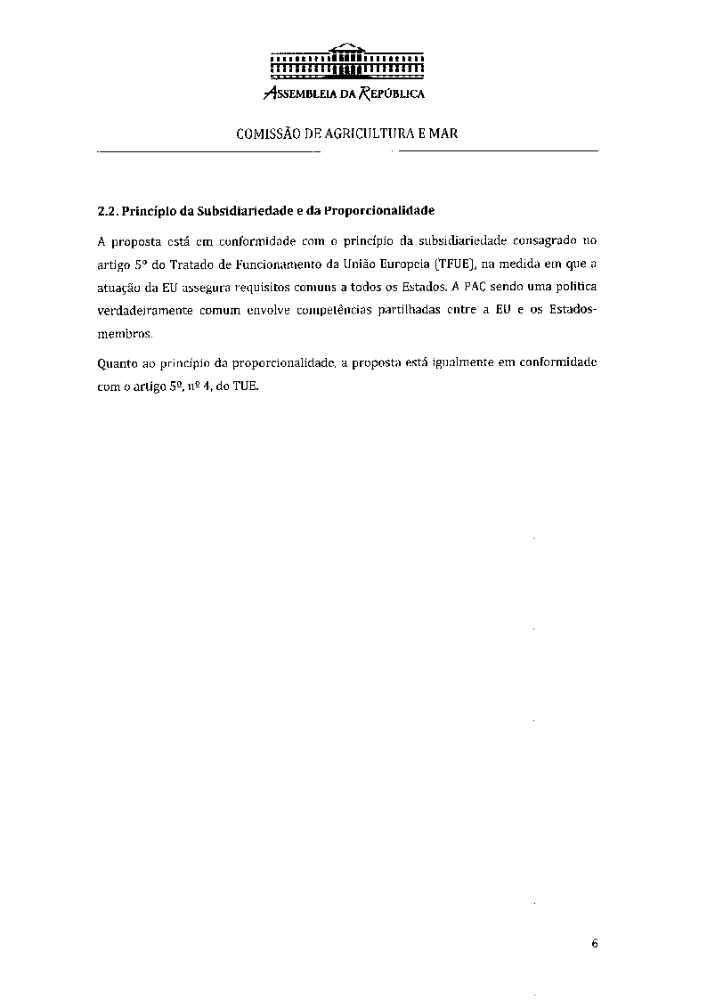 ASSEMBLEIA DA REPÚBLICA
COMISSÃO DE AGRICULTURA E MAR
2.2. Princípio da Subsidiariedade e da Proporcionalidade
A proposta está em conformidade com o princípio da subsidiariedade consagrado no
artigo 5º do Tratado de Funcionamento da União Europeia (TFUE), na medida em que a
atuação da EU assegura requisitos comuns a todos os Estados. A PAC sendo uma política
verdadeiramente comum envolve competências partilhadas entre a EU e os Estados-
membros.
Quanto ao princípio da proporcionalidade, a proposta está igualmente em conformidade
com o artigo 5º, nº 4, do TUE.
6